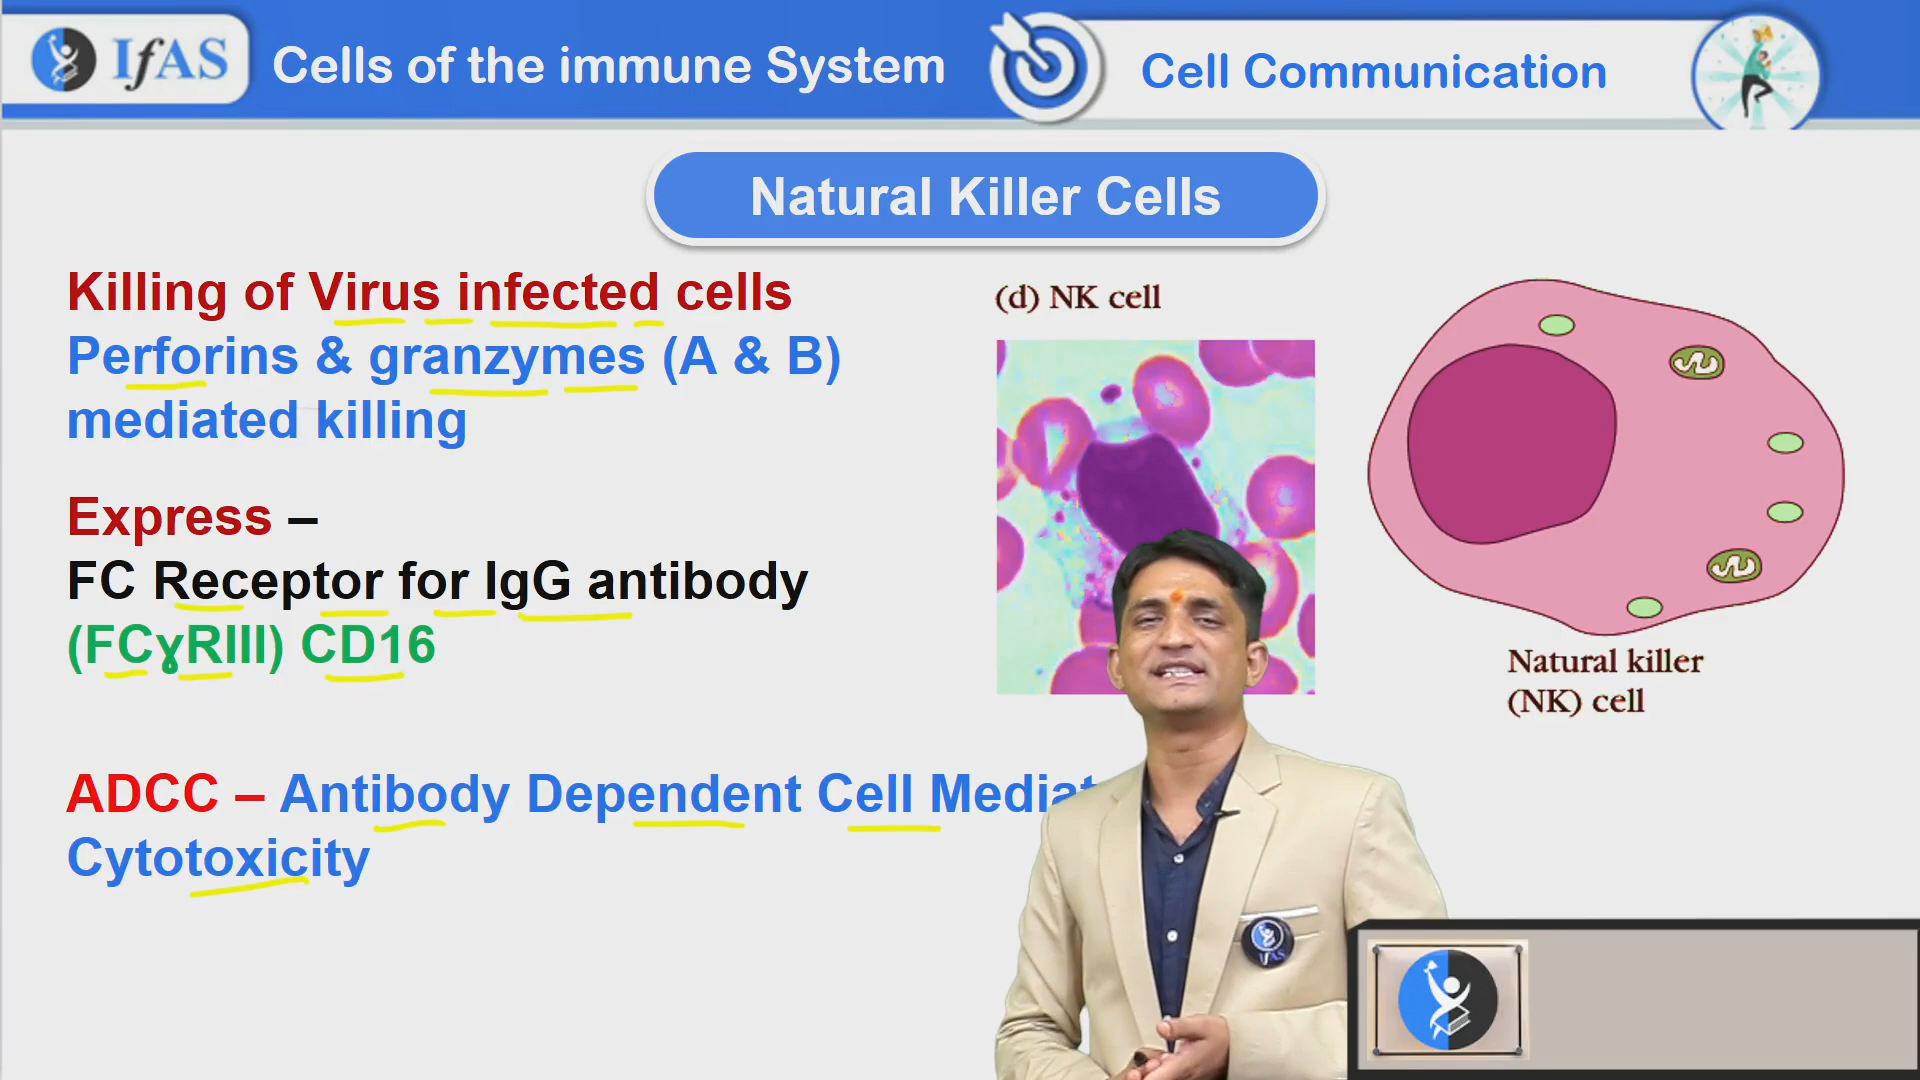 IfAS
Cells of the immune System
Cell Communication
Natural Killer Cells
Killing of Virus infected cells
Perforins & granzymes (A & B)
mediated killing
Express –
FC Receptor for IgG antibody
(FCɣRIII) CD16
ADCC – Antibody Dependent Cell Mediat
Cytotoxicity
(d) NK cell
Natural killer
(NK) cell
IfAS